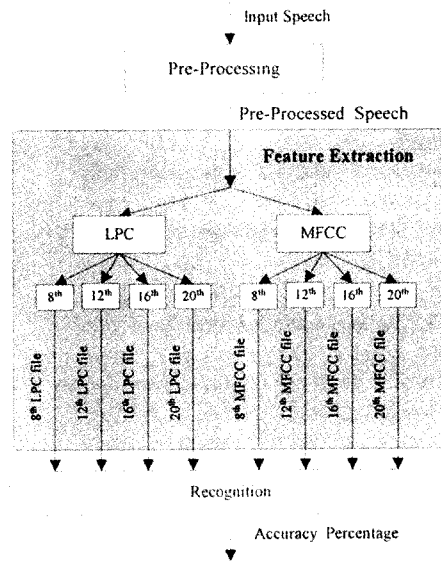 Input Speech
Pre-Processing
Pre-Processed Speech
Feature Extraction
LPC
MFCC
8th
12th
16th
20th
8th
12th
16th
20th
8th LPC file
12th LPC file
16th LPC file
20th LPC file
8th MFCC file
12th MFCC file
16th MFCC file
20th MFCC file
Recognition
Accuracy Percentage